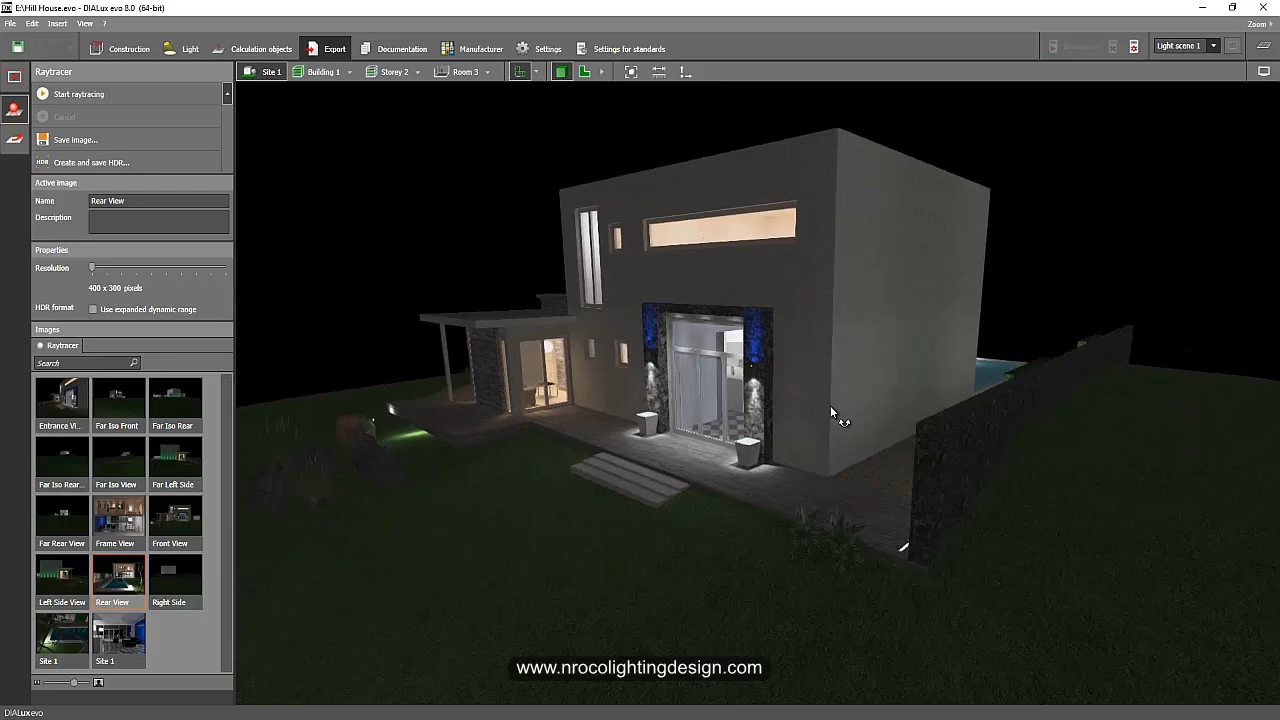 E:\Hill House.evo - DIALux evo 8.0 (64-bit)
File Edit Insert View ?
Zoom
Construction Light Calculation objects Export Documentation Manufacturer Settings Settings for standards
Light scene 1
Raytracer
Site 1 Building 1 Storey 2 Room 3
Start raytracing
Cancel
Save image...
HDR Create and save HDR...
Active image
Name Rear View
Description
Properties
Resolution
400 x 300 pixels
HDR format Use expanded dynamic range
Images
Raytracer
Search
Entrance Vi... Far Iso Front Far Iso Rear
Far Iso Rear... Far Iso View Far Left Side
Far Rear View Frame View Front View
Left Side View Rear View Right Side
Site 1 Site 1
www.nrocolightingdesign.com
DIALux evo